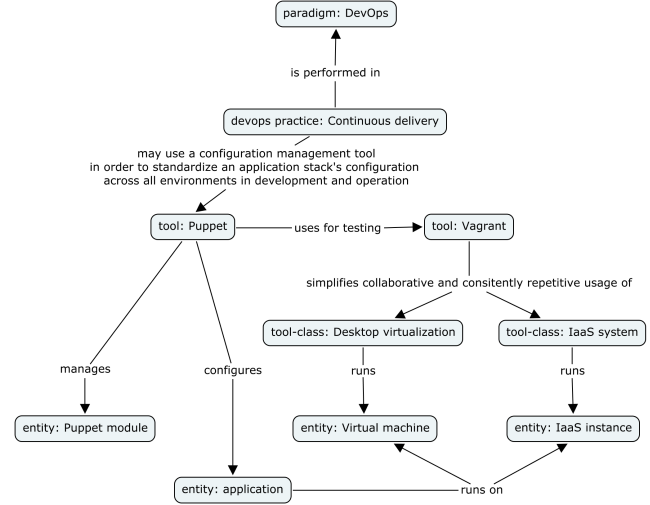 paradigm: DevOps
is perforrmed in
devops practice: Continuous delivery
may use a configuration management tool
in order to standardize an application stack's configuration
across all environments in development and operation
tool: Puppet
uses for testing
tool: Vagrant
simplifies collaborative and consitently repetitive usage of
tool-class: Desktop virtualization
tool-class: IaaS system
manages
configures
runs
runs
entity: Puppet module
entity: Virtual machine
entity: IaaS instance
entity: application
runs on